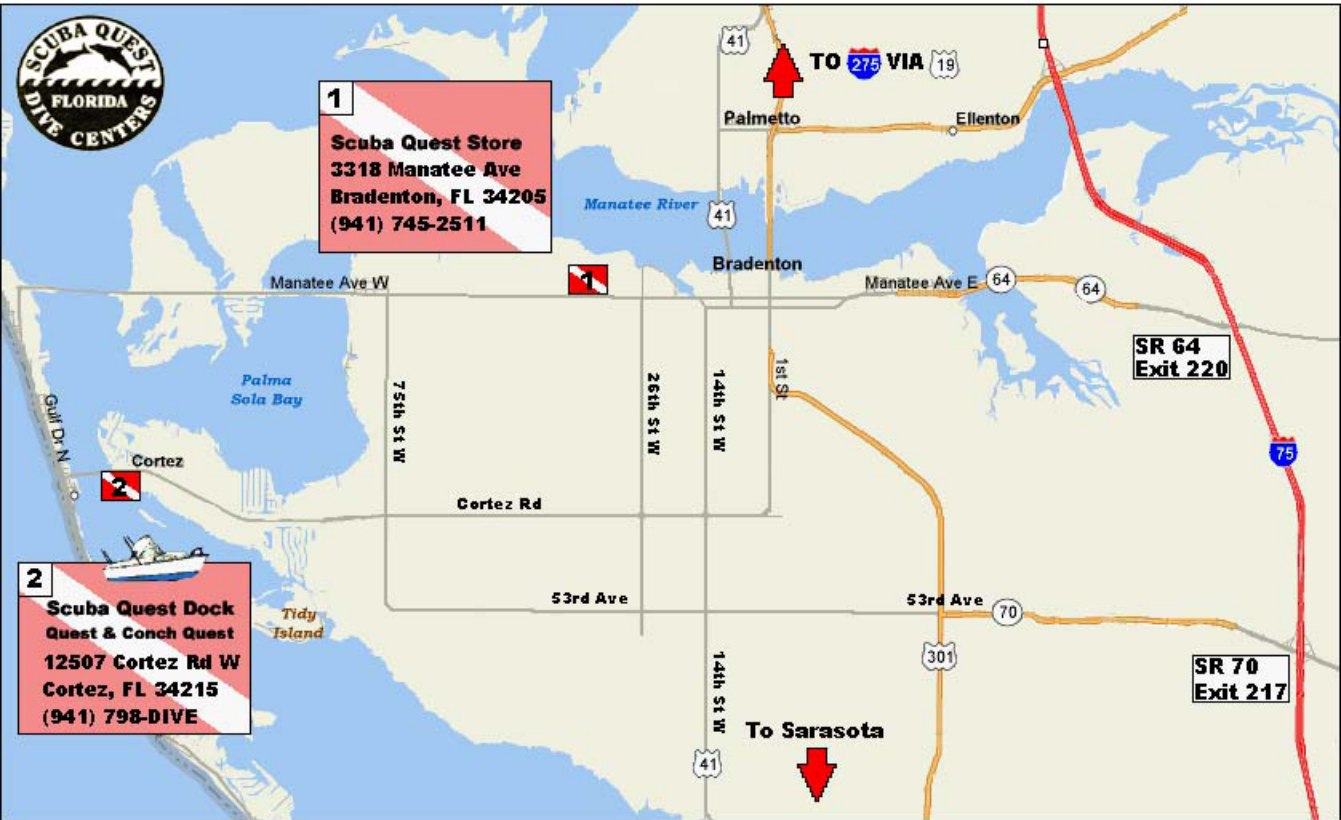 SCUBA QUEST
FLORIDA
DIVE CENTERS
1
Scuba Quest Store
3318 Manatee Ave
Bradenton, FL 34205
(941) 745-2511
41
TO 275 VIA 19
Palmetto
Ellenton
Manatee River
41
Bradenton
1
Manatee Ave W
Manatee Ave E
64
64
SR 64
Exit 220
Palma
Sola Bay
Gulf Dr N
75th St W
26th St W
14th St W
1st St
75
Cortez
2
Cortez Rd
2
Scuba Quest Dock
Quest & Conch Quest
12507 Cortez Rd W
Cortez, FL 34215
(941) 798-DIVE
Tidy
Island
53rd Ave
53rd Ave
70
301
14th St W
SR 70
Exit 217
To Sarasota
41